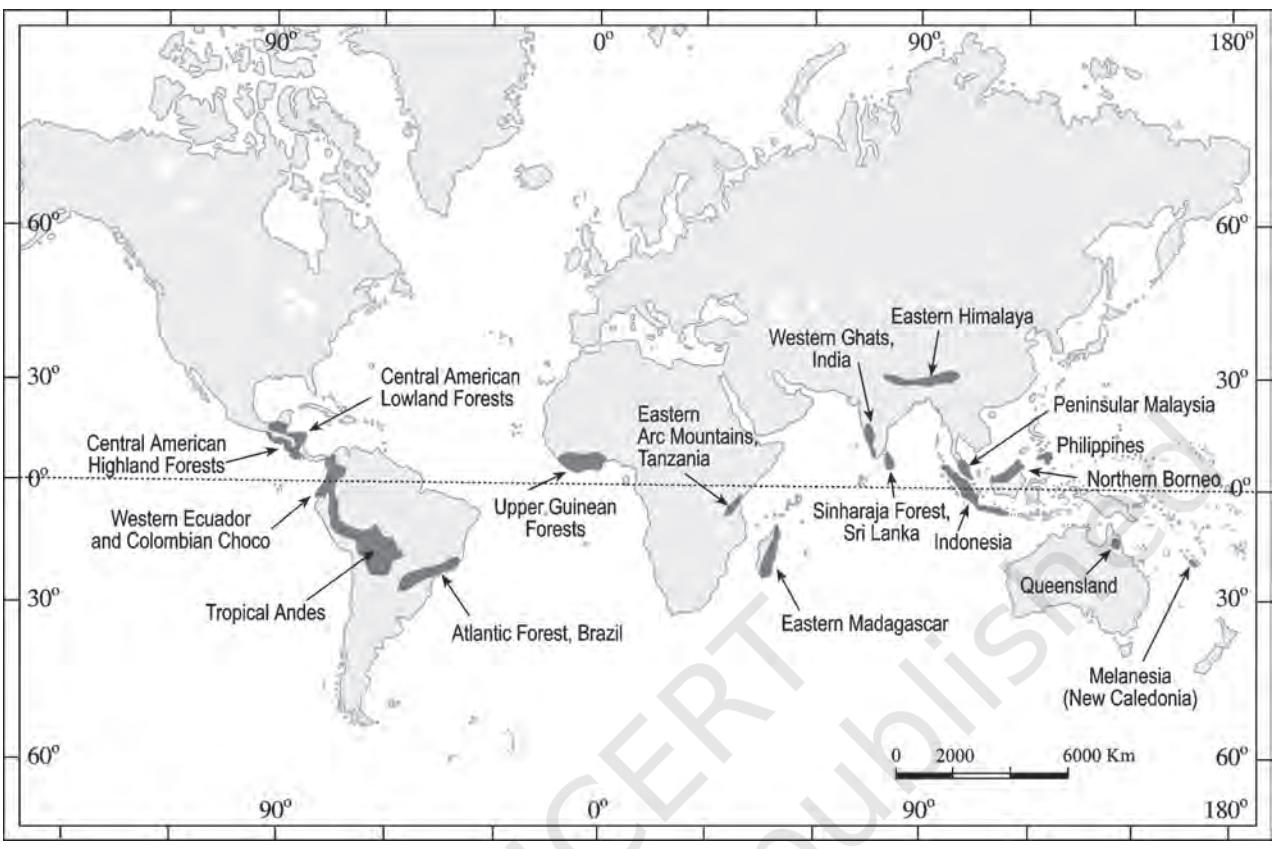 90º 0º 90º 180º
60º 60º
Eastern Himalaya
Western Ghats,
India
30º 30º
Central American
Lowland Forests
Peninsular Malaysia
Eastern
Arc Mountains,
Tanzania
Central American
Highland Forests
Philippines
0º 0º
Northern Borneo
Upper Guinean
Forests
Sinharaja Forest,
Sri Lanka
Indonesia
Western Ecuador
and Colombian Choco
Queensland
Tropical Andes
30º 30º
Eastern Madagascar
Atlantic Forest, Brazil
Melanesia
(New Caledonia)
0 2000 6000 Km
60º 60º
90º 0º 90º 180º
NCERT
republished